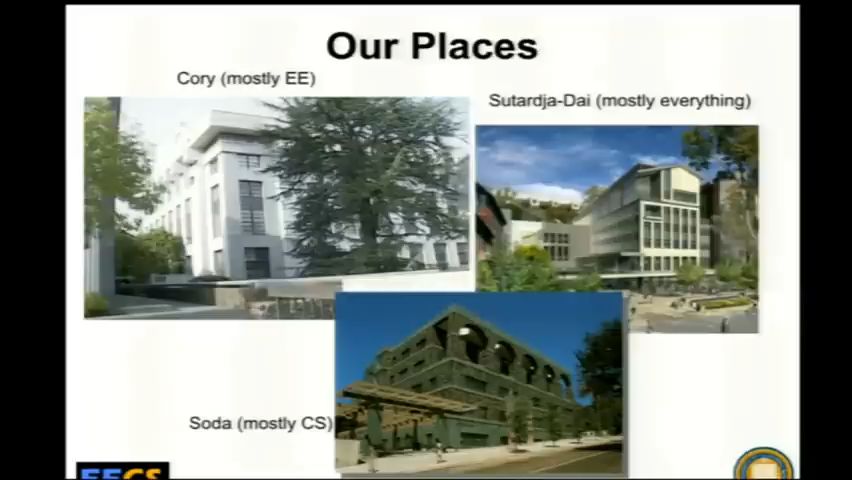 Our Places
Cory (mostly EE)
Sutardja-Dai (mostly everything)
Soda (mostly CS)
EECS